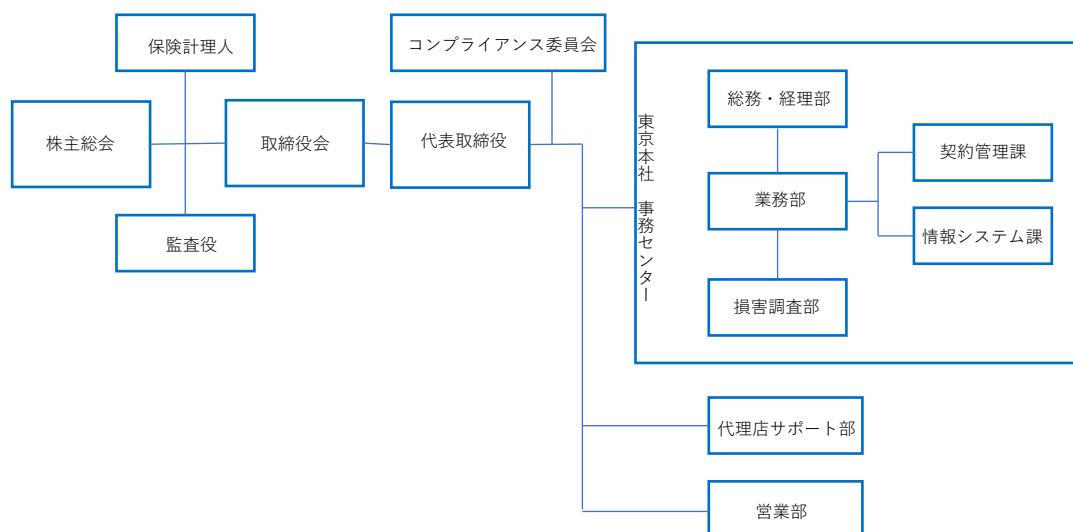 保険計理人
コンプライアンス委員会
株主総会
取締役会
代表取締役
監査役
東京本社 事務センター
総務・経理部
業務部
契約管理課
情報システム課
損害調査部
代理店サポート部
営業部